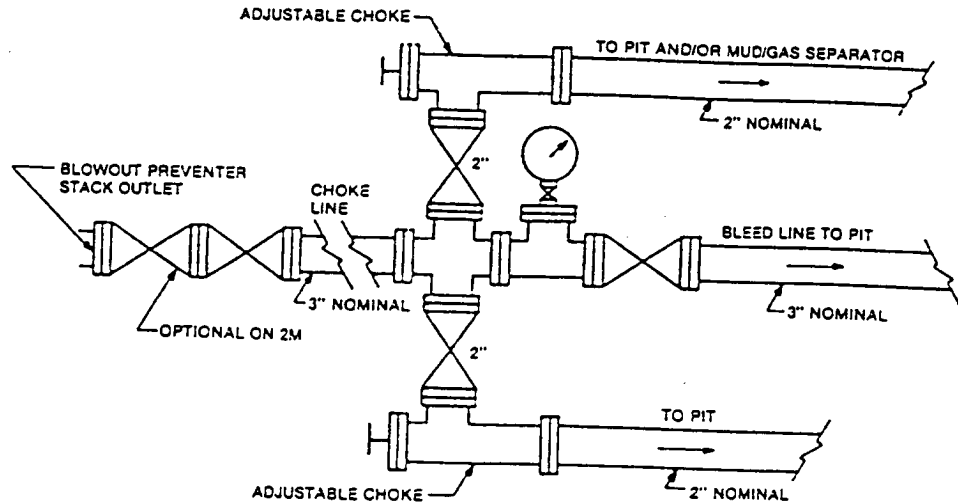 ADJUSTABLE CHOKE
TO PIT AND/OR MUD/GAS SEPARATOR
2" NOMINAL
2"
BLOWOUT PREVENTER
STACK OUTLET
CHOKE
LINE
BLEED LINE TO PIT
3" NOMINAL
3" NOMINAL
OPTIONAL ON 2M
2"
TO PIT
ADJUSTABLE CHOKE
2" NOMINAL